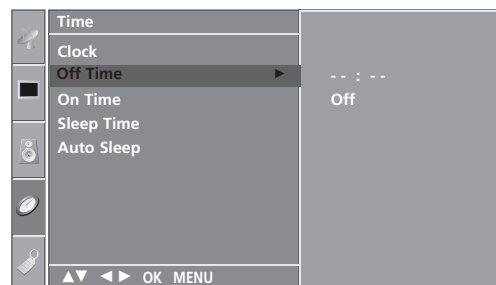 Time
Clock
Off Time ▶ - - : - -
On Time Off
Sleep Time
Auto Sleep
▲▼ ◀▶ OK MENU